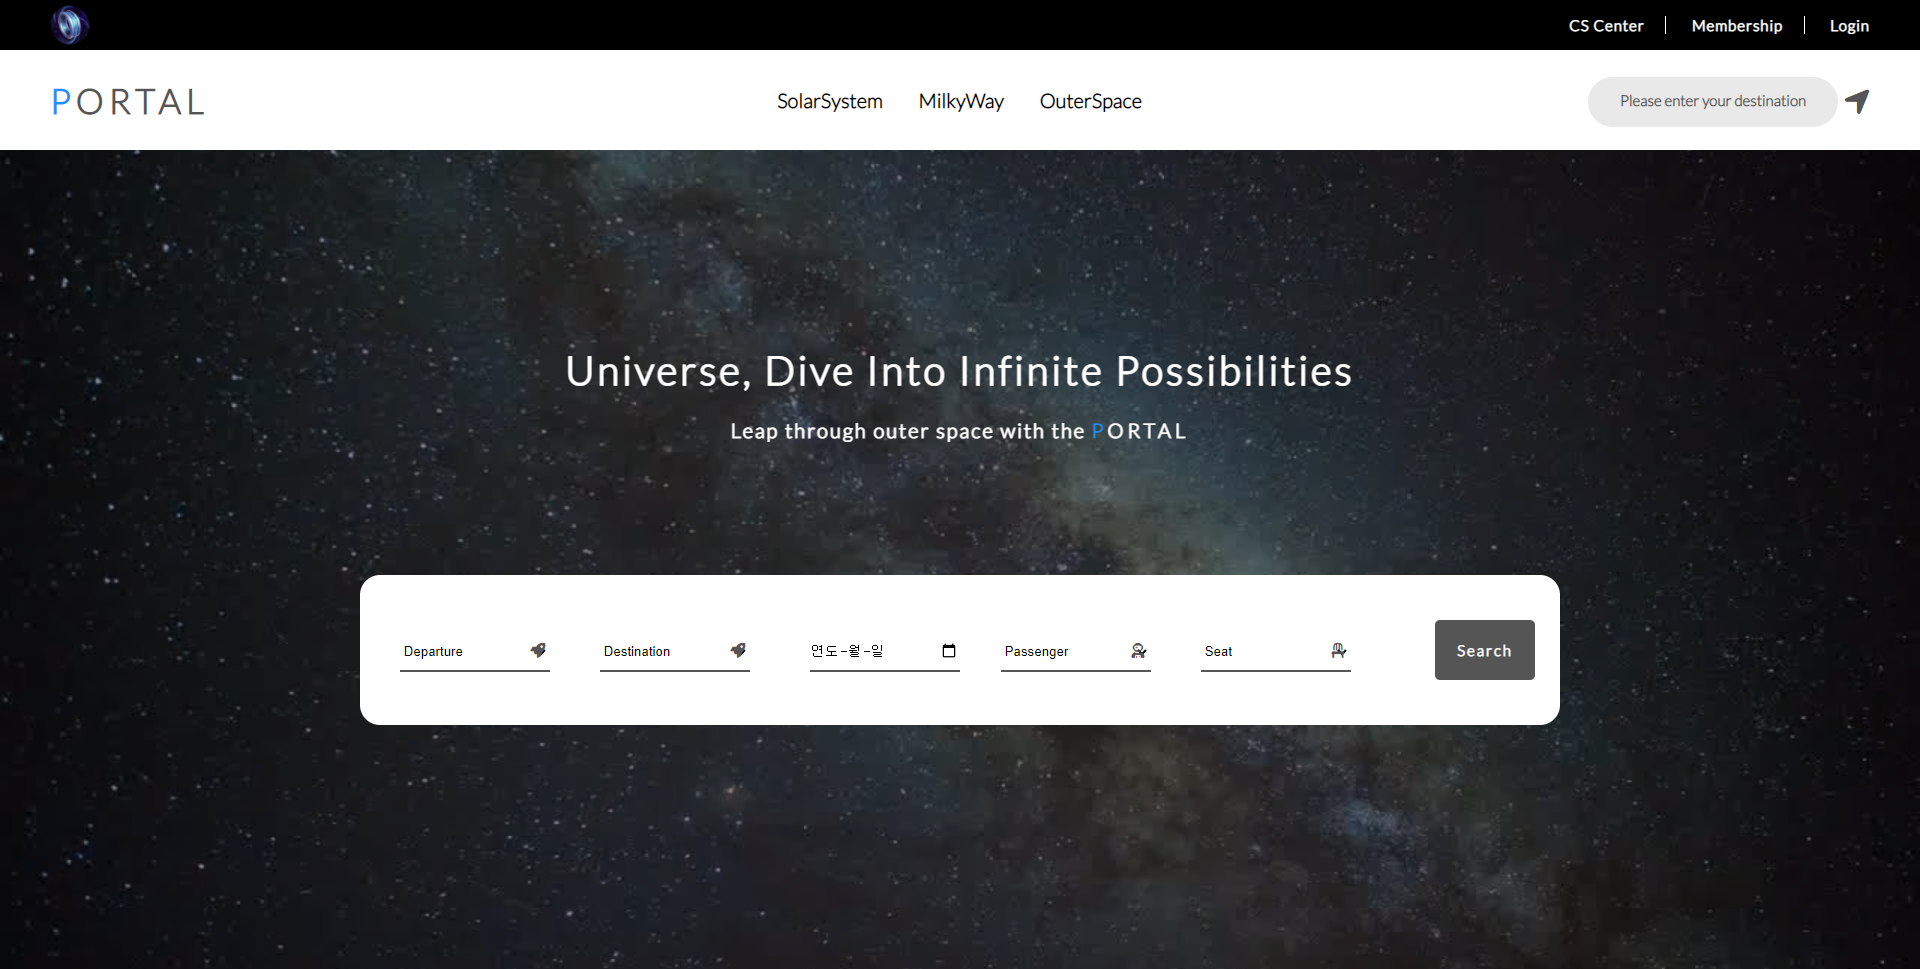 CS Center
Membership
Login
PORTAL
SolarSystem
MilkyWay
OuterSpace
Please enter your destination
Universe, Dive Into Infinite Possibilities
Leap through outer space with the PORTAL
Departure
Destination
연도-월-일
Passenger
Seat
Search